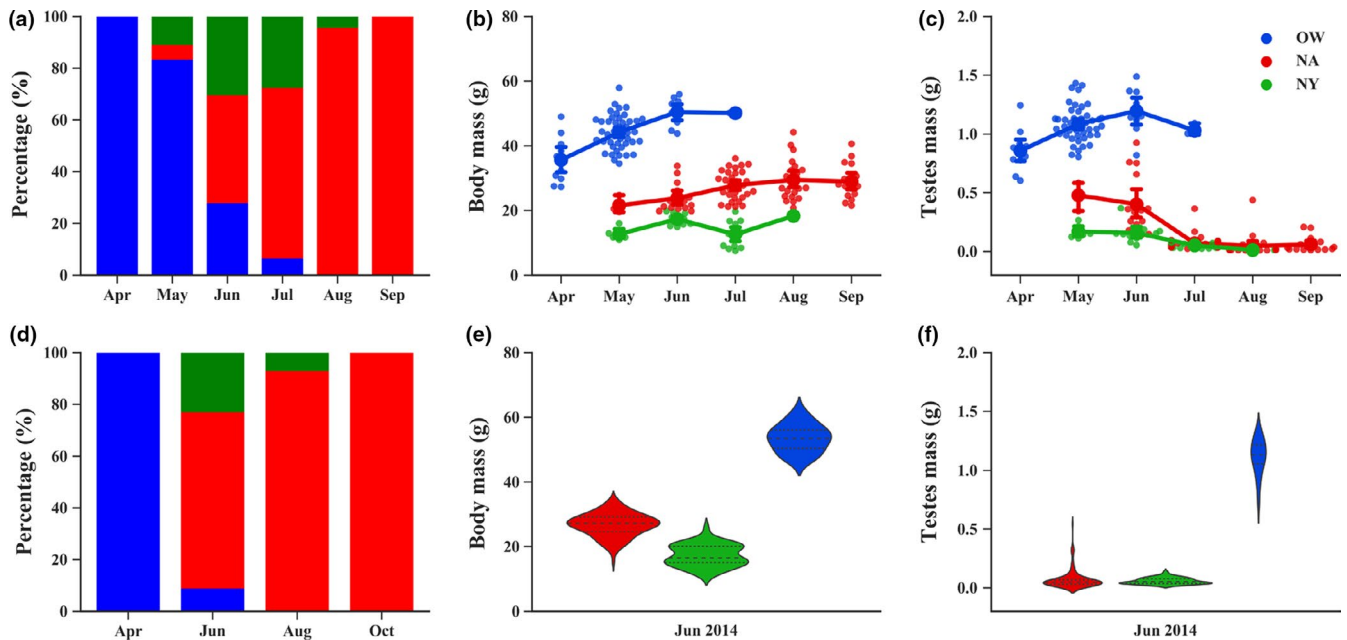 (a)
Percentage (%)
100
80
60
40
20
0
Apr May Jun Jul Aug Sep
(b)
Body mass (g)
80
60
40
20
0
Apr May Jun Jul Aug Sep
(c)
Testes mass (g)
2.0
1.5
1.0
0.5
0.0
Apr May Jun Jul Aug Sep
OW
NA
NY
(d)
Percentage (%)
100
80
60
40
20
0
Apr Jun Aug Oct
(e)
Body mass (g)
80
60
40
20
0
Jun 2014
(f)
Testes mass (g)
2.0
1.5
1.0
0.5
0.0
Jun 2014